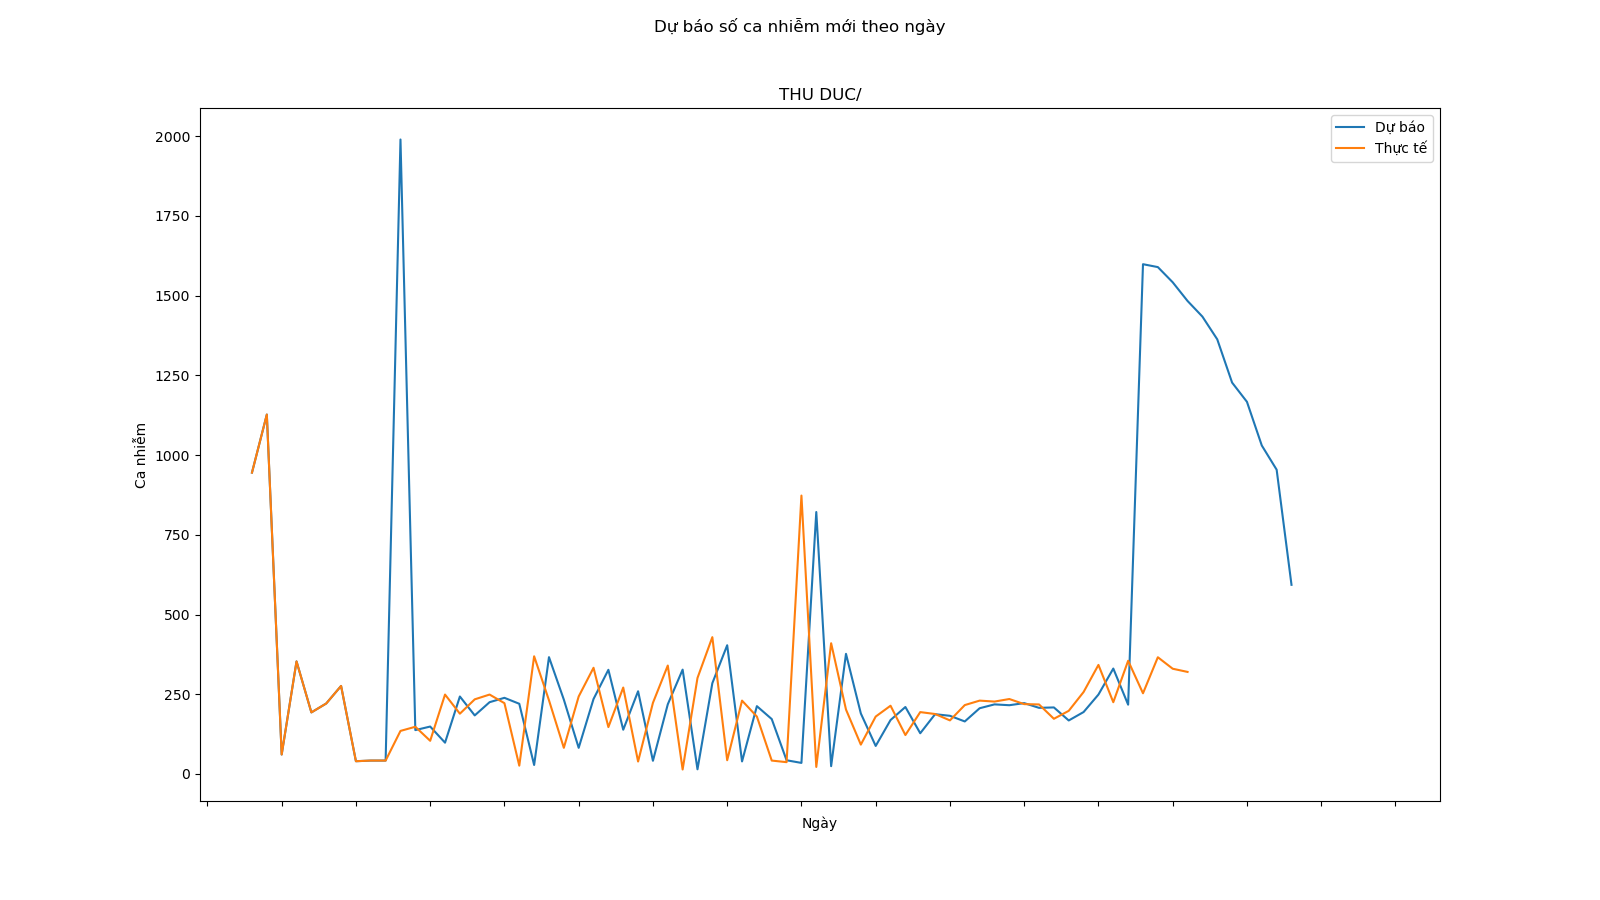 Dự báo số ca nhiễm mới theo ngày
THU DUC/
Dự báo
Thực tế
2000
1750
1500
1250
1000
750
500
250
0
Ca nhiễm
Ngày